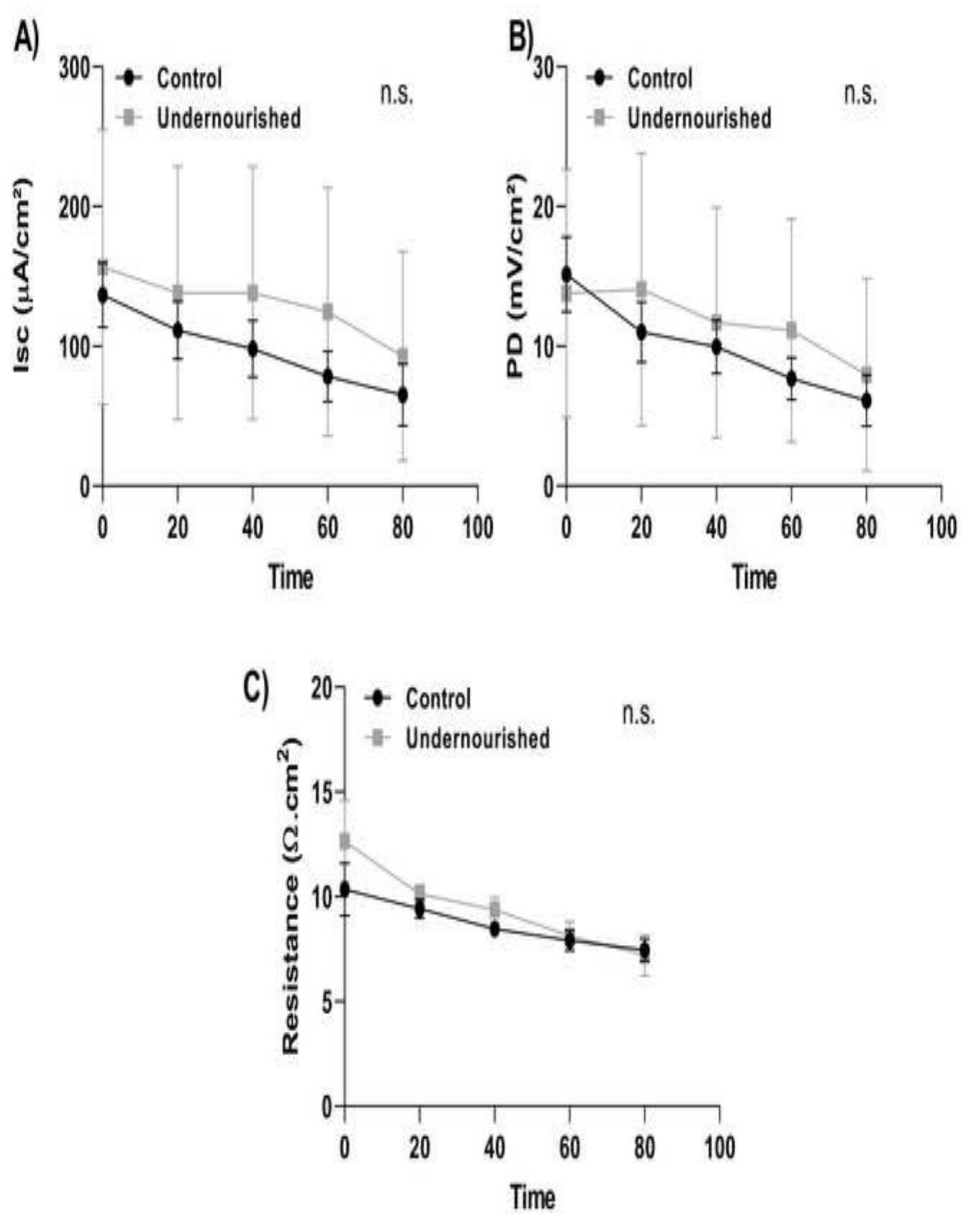 A)
Isc (µA/cm²)
300
200
100
0
Control
Undernourished
n.s.
0 20 40 60 80 100
Time
B)
PD (mV/cm²)
30
20
10
0
Control
Undernourished
n.s.
0 20 40 60 80 100
Time
C)
Resistance (Ω.cm²)
20
15
10
5
0
Control
Undernourished
n.s.
0 20 40 60 80 100
Time